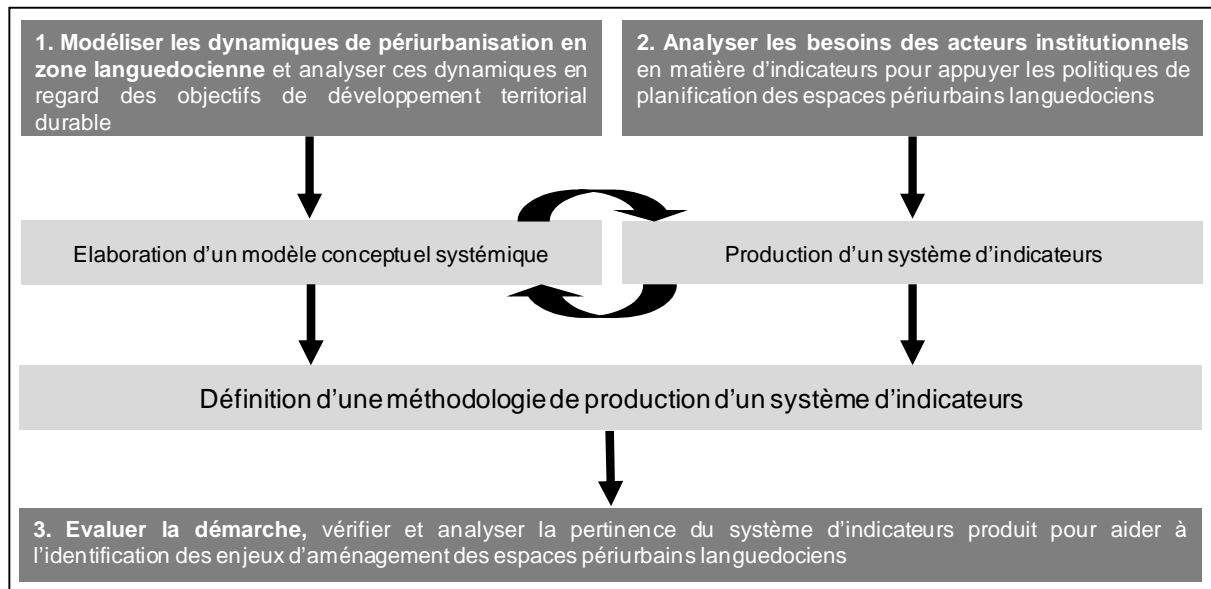 1. Modéliser les dynamiques de périurbanisation en
zone languedocienne et analyser ces dynamiques en
regard des objectifs de développement territorial
durable
2. Analyser les besoins des acteurs institutionnels
en matière d'indicateurs pour appuyer les politiques de
planification des espaces périurbains languedociens
Elaboration d'un modèle conceptuel systémique
Production d'un système d'indicateurs
Définition d'une méthodologie de production d'un système d'indicateurs
3. Evaluer la démarche, vérifier et analyser la pertinence du système d'indicateurs produit pour aider à
l'identification des enjeux d'aménagement des espaces périurbains languedociens